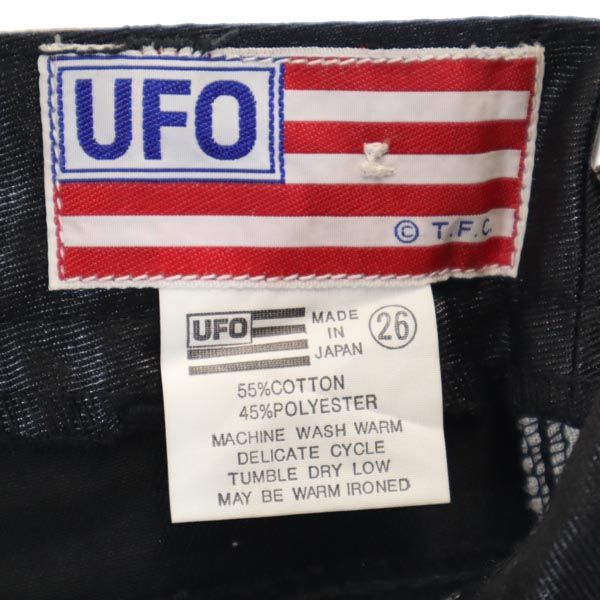 UFO
© T.F.C.
UFO
MADE
IN
JAPAN
26
55%COTTON
45%POLYESTER
MACHINE WASH WARM
DELICATE CYCLE
TUMBLE DRY LOW
MAY BE WARM IRONED